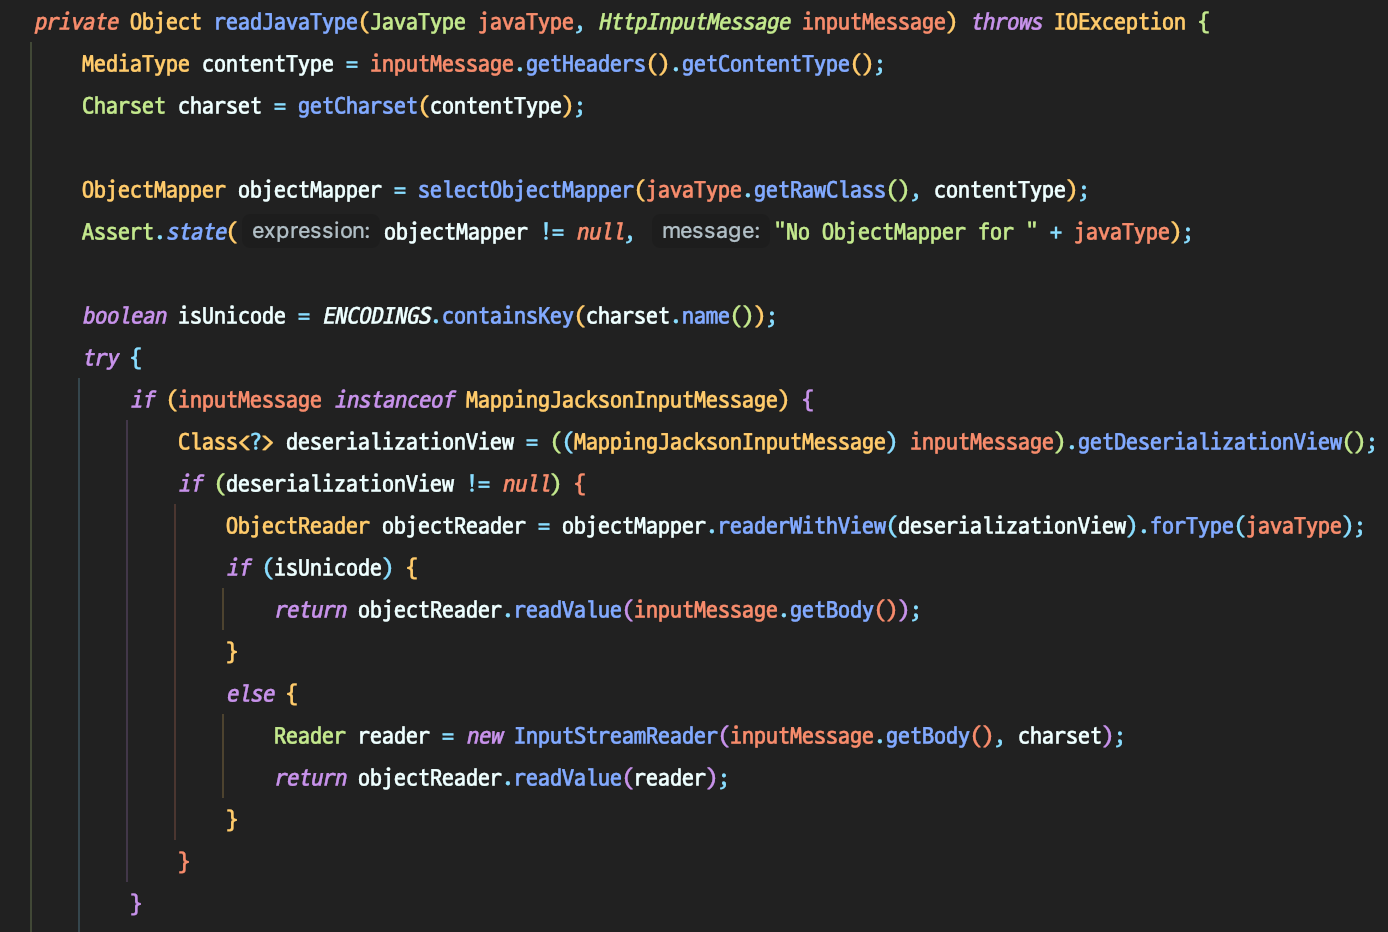 private Object readJavaType(JavaType javaType, HttpInputMessage inputMessage) throws IOException {
    MediaType contentType = inputMessage.getHeaders().getContentType();
    Charset charset = getCharset(contentType);

    ObjectMapper objectMapper = selectObjectMapper(javaType.getRawClass(), contentType);
    Assert.state( expression: objectMapper != null,  message: "No ObjectMapper for " + javaType);

    boolean isUnicode = ENCODINGS.containsKey(charset.name());
    try {
        if (inputMessage instanceof MappingJacksonInputMessage) {
            Class<?> deserializationView = ((MappingJacksonInputMessage) inputMessage).getDeserializationView();
            if (deserializationView != null) {
                ObjectReader objectReader = objectMapper.readerWithView(deserializationView).forType(javaType);
                if (isUnicode) {
                    return objectReader.readValue(inputMessage.getBody());
                }
                else {
                    Reader reader = new InputStreamReader(inputMessage.getBody(), charset);
                    return objectReader.readValue(reader);
                }
            }
        }